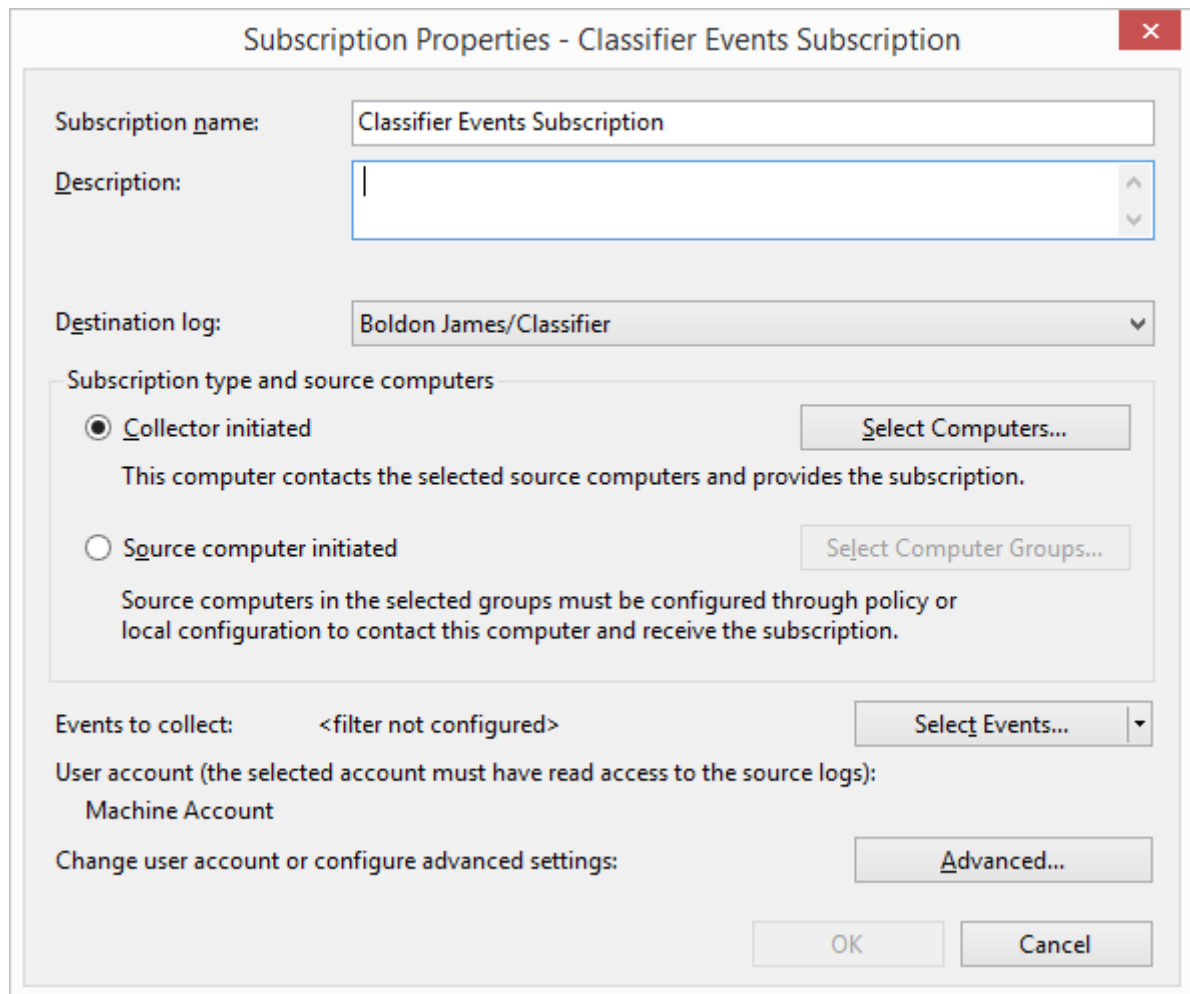 Subscription Properties - Classifier Events Subscription
Subscription name: Classifier Events Subscription
Description:
Destination log: Boldon James/Classifier
Subscription type and source computers
Collector initiated Select Computers...
This computer contacts the selected source computers and provides the subscription.
Source computer initiated Select Computer Groups...
Source computers in the selected groups must be configured through policy or
local configuration to contact this computer and receive the subscription.
Events to collect: <filter not configured> Select Events...
User account (the selected account must have read access to the source logs):
Machine Account
Change user account or configure advanced settings: Advanced...
OK Cancel